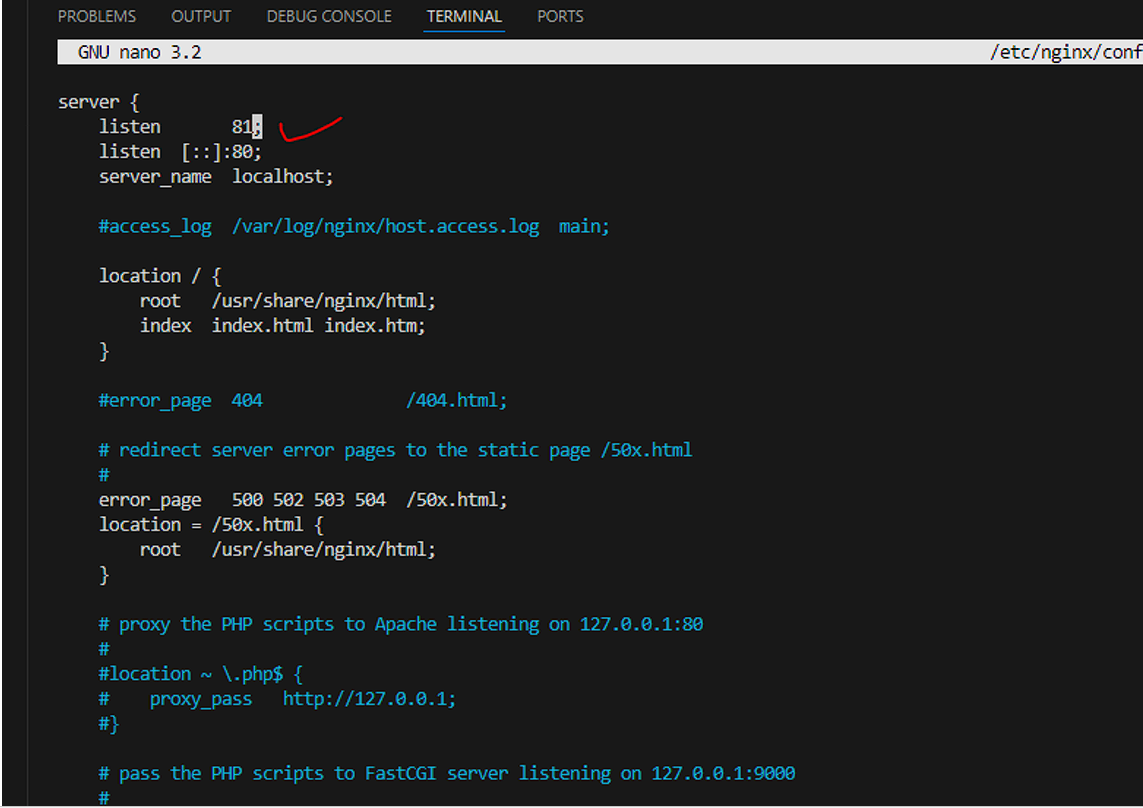 PROBLEMS OUTPUT DEBUG CONSOLE TERMINAL PORTS
GNU nano 3.2 /etc/nginx/conf
server {
listen 81;
listen [::]:80;
server_name localhost;
#access_log /var/log/nginx/host.access.log main;
location / {
root /usr/share/nginx/html;
index index.html index.htm;
}
#error_page 404 /404.html;
# redirect server error pages to the static page /50x.html
#
error_page 500 502 503 504 /50x.html;
location = /50x.html {
root /usr/share/nginx/html;
}
# proxy the PHP scripts to Apache listening on 127.0.0.1:80
#
#location ~ \.php$ {
# proxy_pass http://127.0.0.1;
#}
# pass the PHP scripts to FastCGI server listening on 127.0.0.1:9000
#